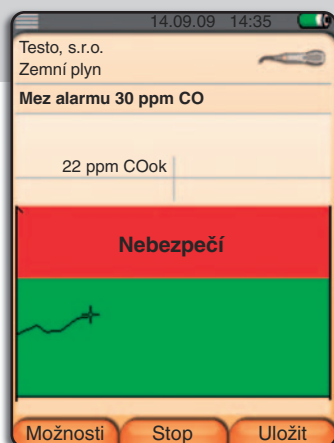 14.09.09 14:35
Testo, s.r.o.
Zemní plyn
Mez alarmu 30 ppm CO
22 ppm COok
Nebezpečí
Možnosti Stop Uložit